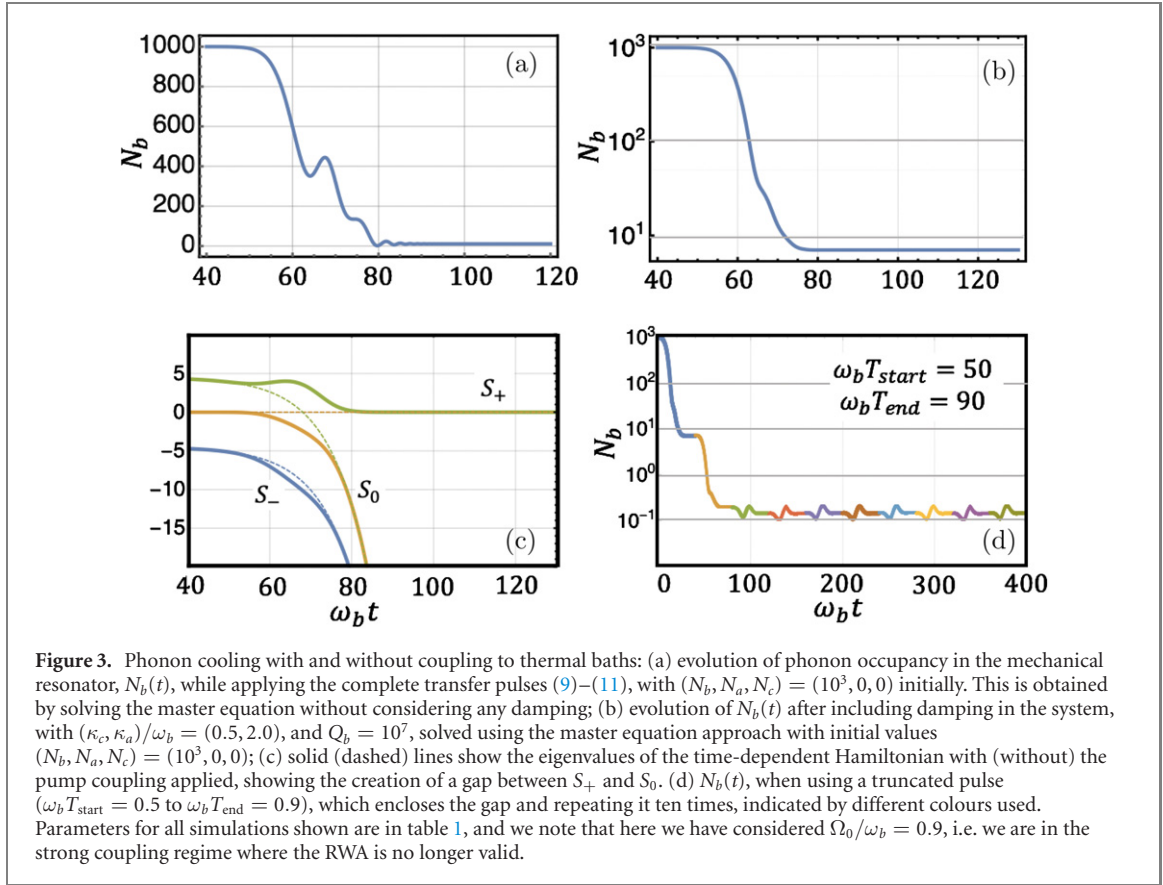 1000
800
600
400
200
0
N_b
(a)
40 60 80 100 120
10^3
10^2
10^1
N_b
(b)
40 60 80 100 120
5
0
−5
−10
−15
S_+
S_−
S_0
(c)
40 60 80 100 120
ω_b t
10^3
10^2
10^1
10^0
10^−1
N_b
ω_b T_start = 50
ω_b T_end = 90
(d)
0 100 200 300 400
ω_b t
Figure 3. Phonon cooling with and without coupling to thermal baths: (a) evolution of phonon occupancy in the mechanical
resonator, N_b(t), while applying the complete transfer pulses (9)–(11), with (N_b, N_a, N_c) = (10^3, 0, 0) initially. This is obtained
by solving the master equation without considering any damping; (b) evolution of N_b(t) after including damping in the system,
with (κ_c, κ_a)/ω_b = (0.5, 2.0), and Q_b = 10^7, solved using the master equation approach with initial values
(N_b, N_a, N_c) = (10^3, 0, 0); (c) solid (dashed) lines show the eigenvalues of the time-dependent Hamiltonian with (without) the
pump coupling applied, showing the creation of a gap between S_+ and S_0. (d) N_b(t), when using a truncated pulse
(ω_b T_start = 0.5 to ω_b T_end = 0.9), which encloses the gap and repeating it ten times, indicated by different colours used.
Parameters for all simulations shown are in table 1, and we note that here we have considered Ω_0/ω_b = 0.9, i.e. we are in the
strong coupling regime where the RWA is no longer valid.